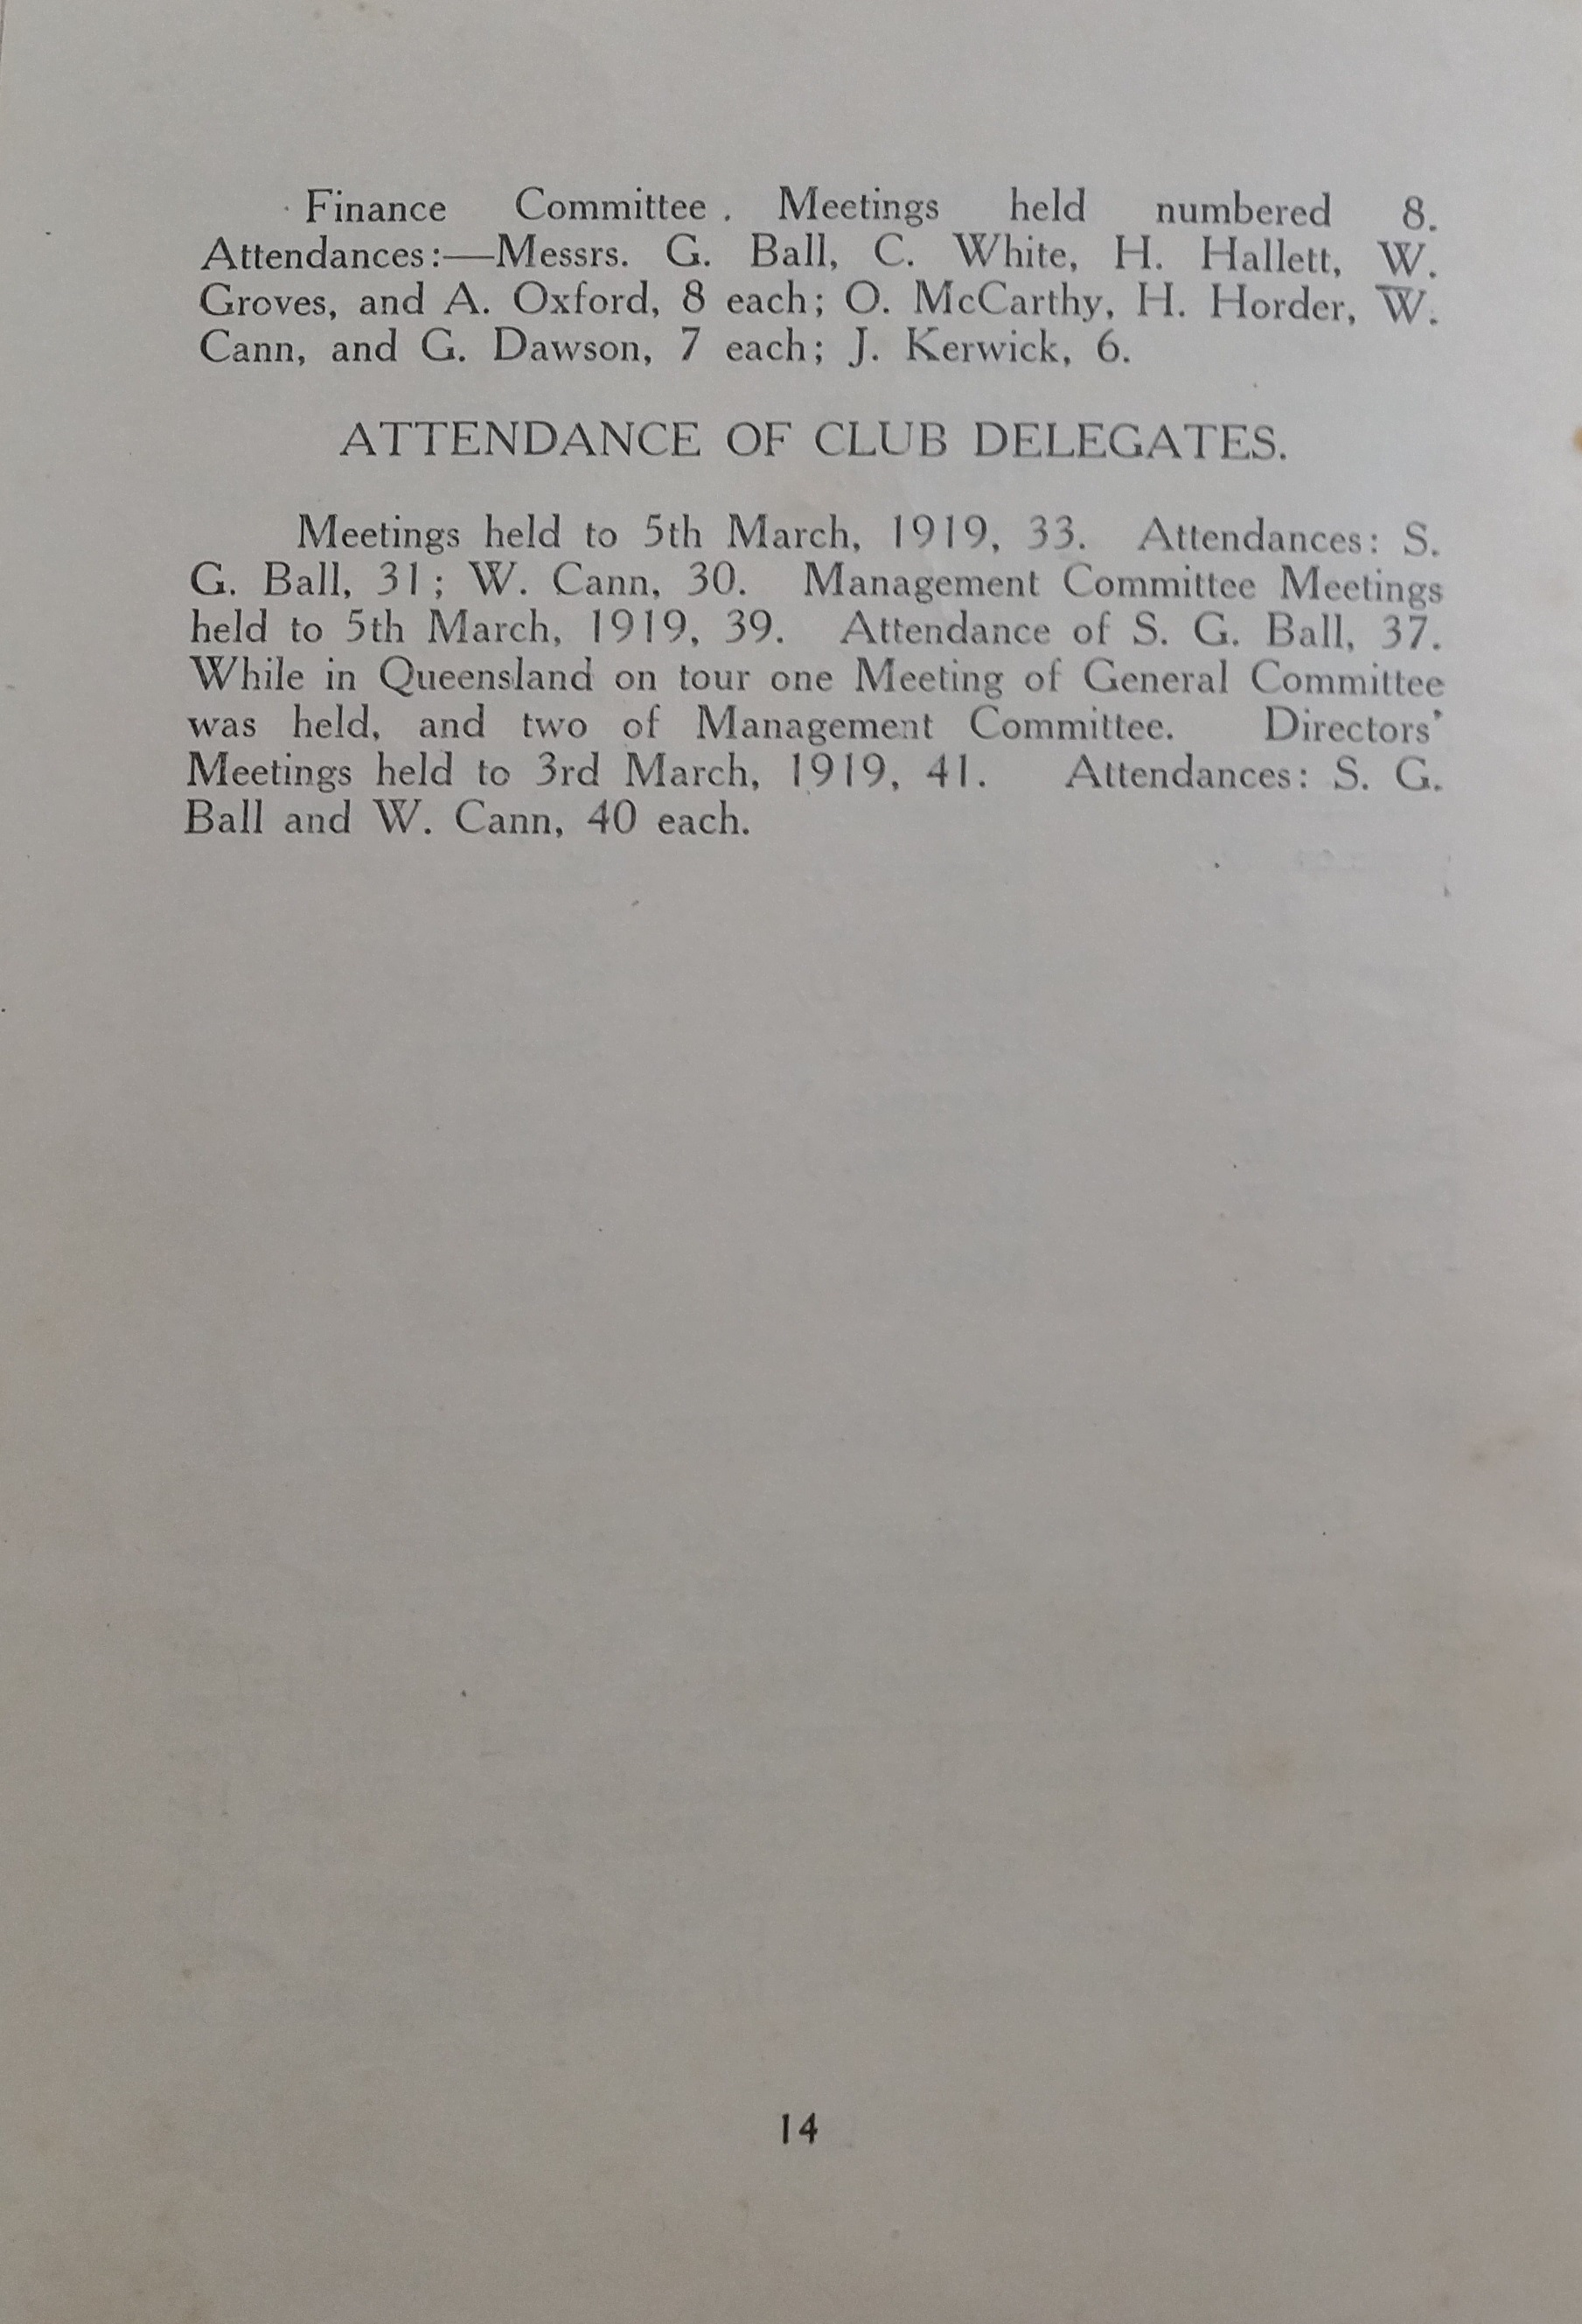 Finance Committee . Meetings held numbered 8.
Attendances:—Messrs. G. Ball, C. White, H. Hallett, W.
Groves, and A. Oxford, 8 each; O. McCarthy, H. Horder, W.
Cann, and G. Dawson, 7 each; J. Kerwick, 6.
ATTENDANCE OF CLUB DELEGATES.
Meetings held to 5th March, 1919, 33. Attendances: S.
G. Ball, 31; W. Cann, 30. Management Committee Meetings
held to 5th March, 1919, 39. Attendance of S. G. Ball, 37.
While in Queensland on tour one Meeting of General Committee
was held, and two of Management Committee. Directors'
Meetings held to 3rd March, 1919, 41. Attendances: S. G.
Ball and W. Cann, 40 each.
14